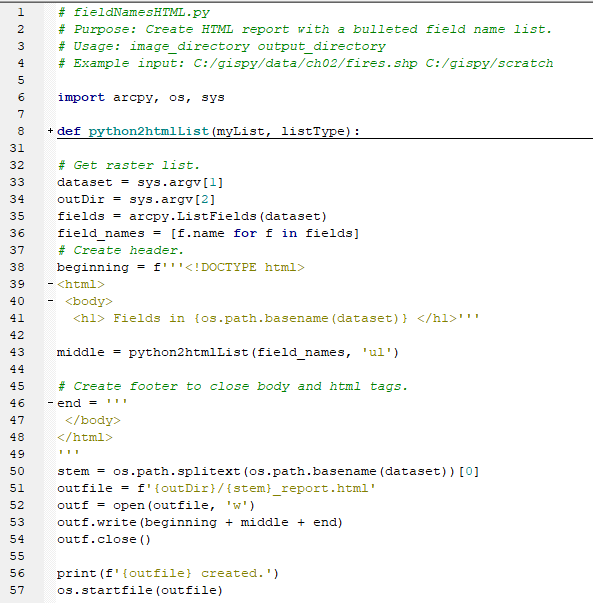 1 # fieldNamesHTML.py
2 # Purpose: Create HTML report with a bulleted field name list.
3 # Usage: image_directory output_directory
4 # Example input: C:/gispy/data/ch02/fires.shp C:/gispy/scratch
5
6 import arcpy, os, sys
7
8 +def python2htmlList(myList, listType):
31
32 # Get raster list.
33 dataset = sys.argv[1]
34 outDir = sys.argv[2]
35 fields = arcpy.ListFields(dataset)
36 field_names = [f.name for f in fields]
37 # Create header.
38 beginning = f'''<!DOCTYPE html>
39 -<html>
40 - <body>
41   <h1> Fields in {os.path.basename(dataset)} </h1>'''
42
43 middle = python2htmlList(field_names, 'ul')
44
45 # Create footer to close body and html tags.
46 -end = '''
47  </body>
48 </html>
49 '''
50 stem = os.path.splitext(os.path.basename(dataset))[0]
51 outfile = f'{outDir}/{stem}_report.html'
52 outf = open(outfile, 'w')
53 outf.write(beginning + middle + end)
54 outf.close()
55
56 print(f'{outfile} created.')
57 os.startfile(outfile)